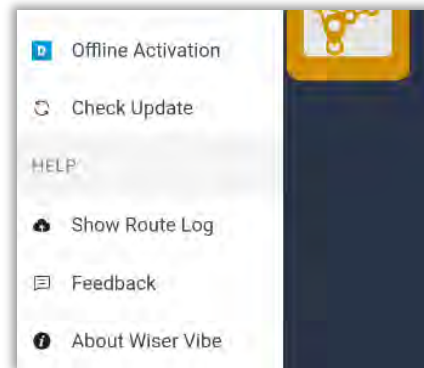 Offline Activation
Check Update
HELP
Show Route Log
Feedback
About Wiser Vibe